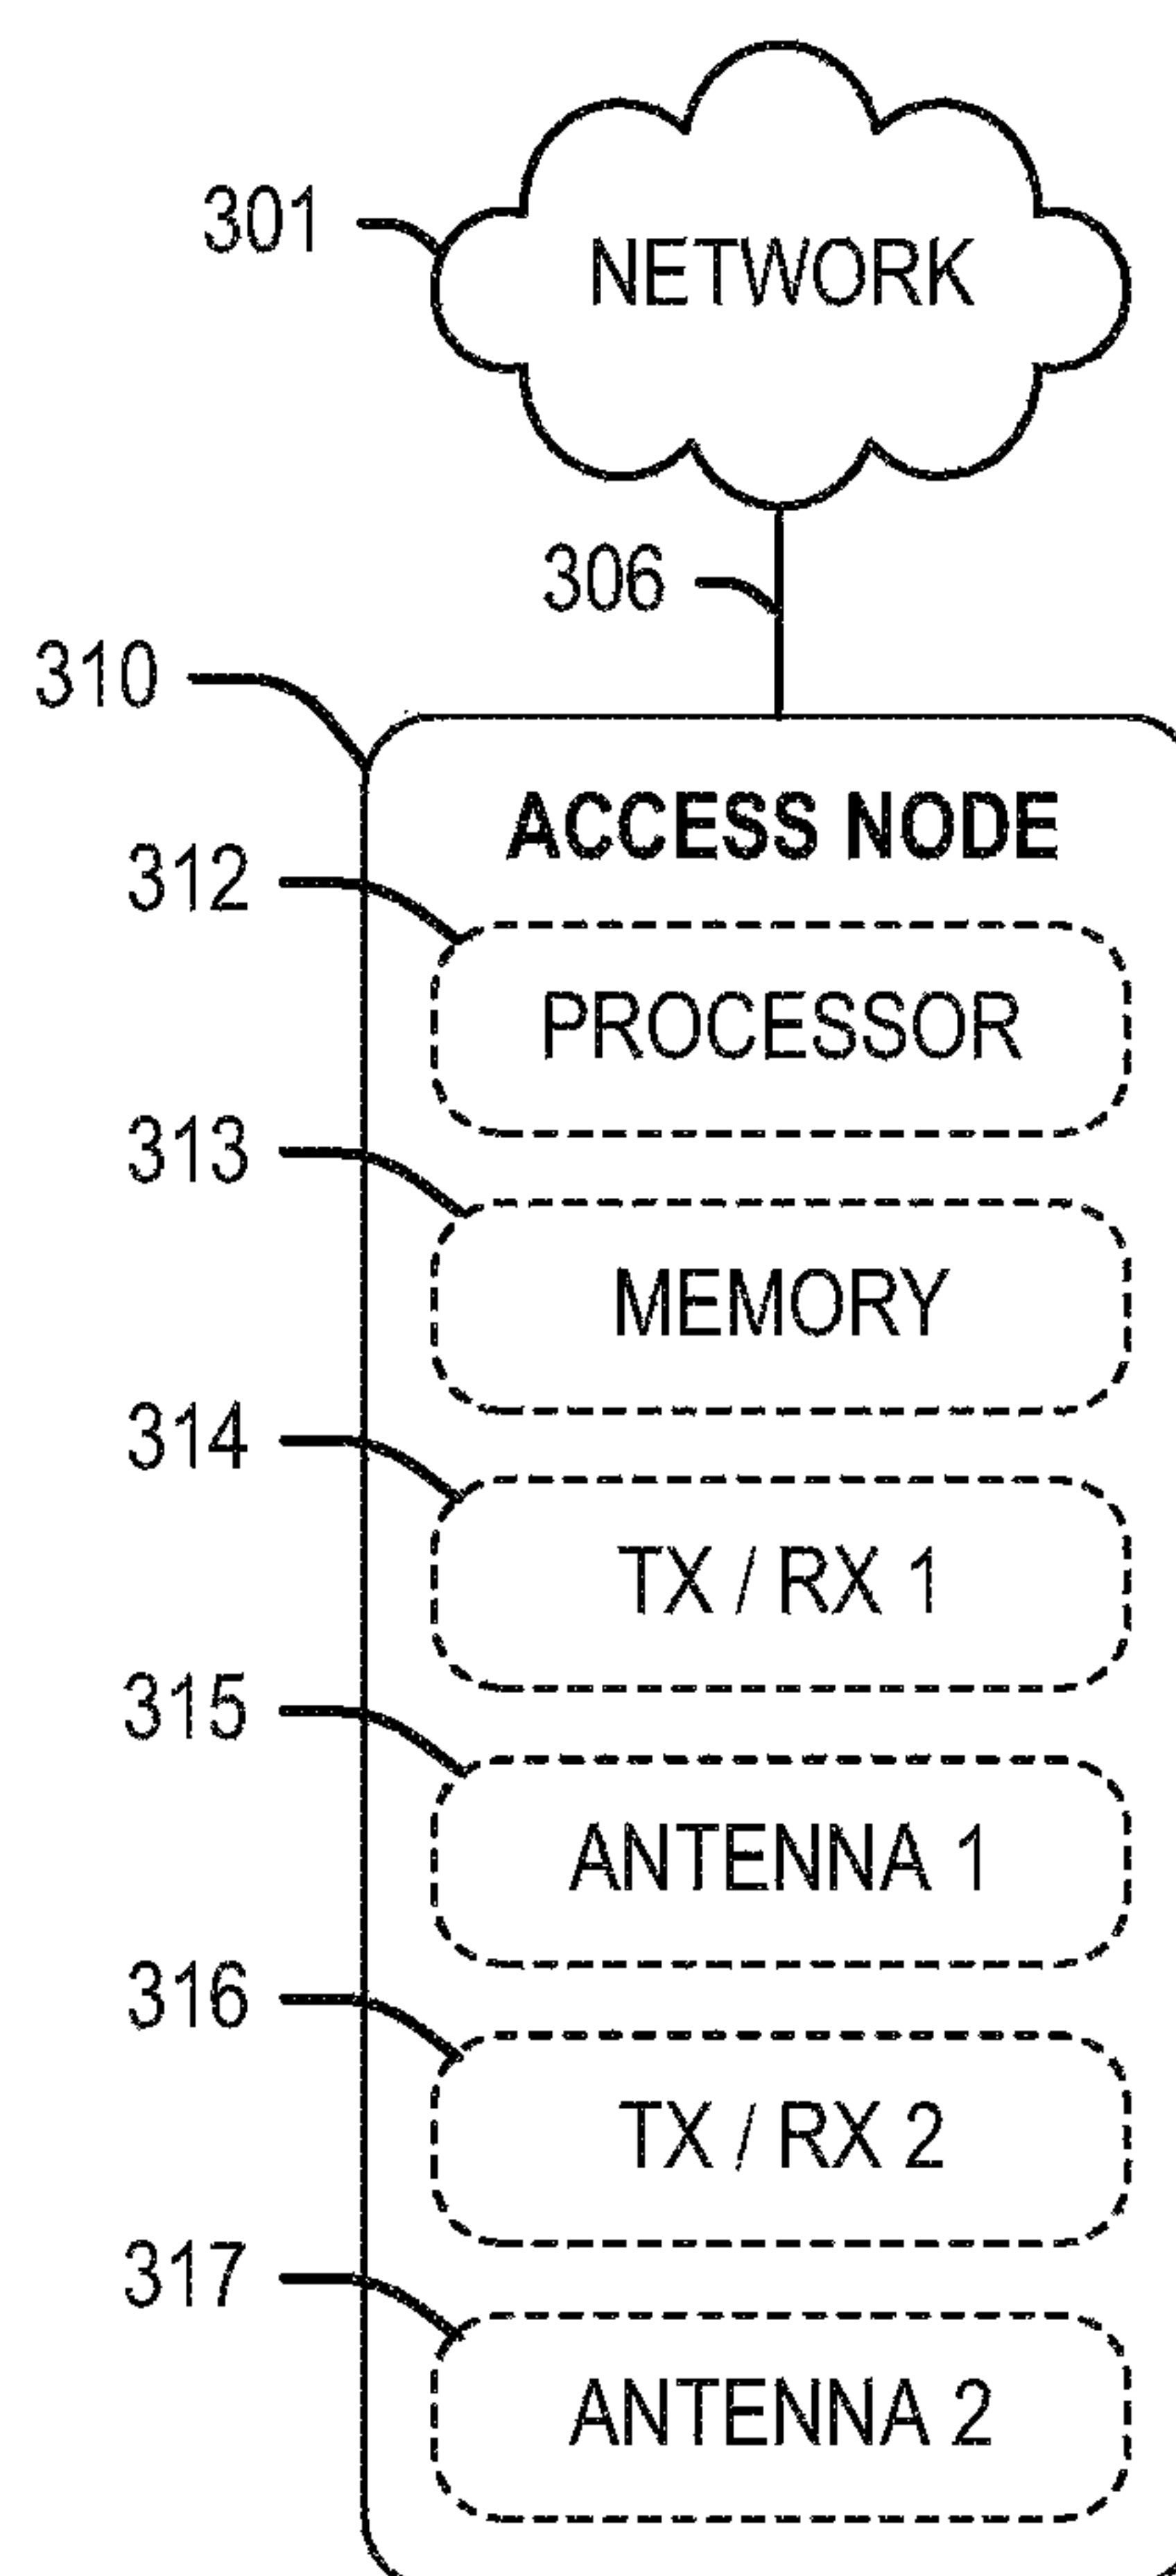 301
NETWORK
306
310
ACCESS NODE
312
PROCESSOR
313
MEMORY
314
TX / RX 1
315
ANTENNA 1
316
TX / RX 2
317
ANTENNA 2